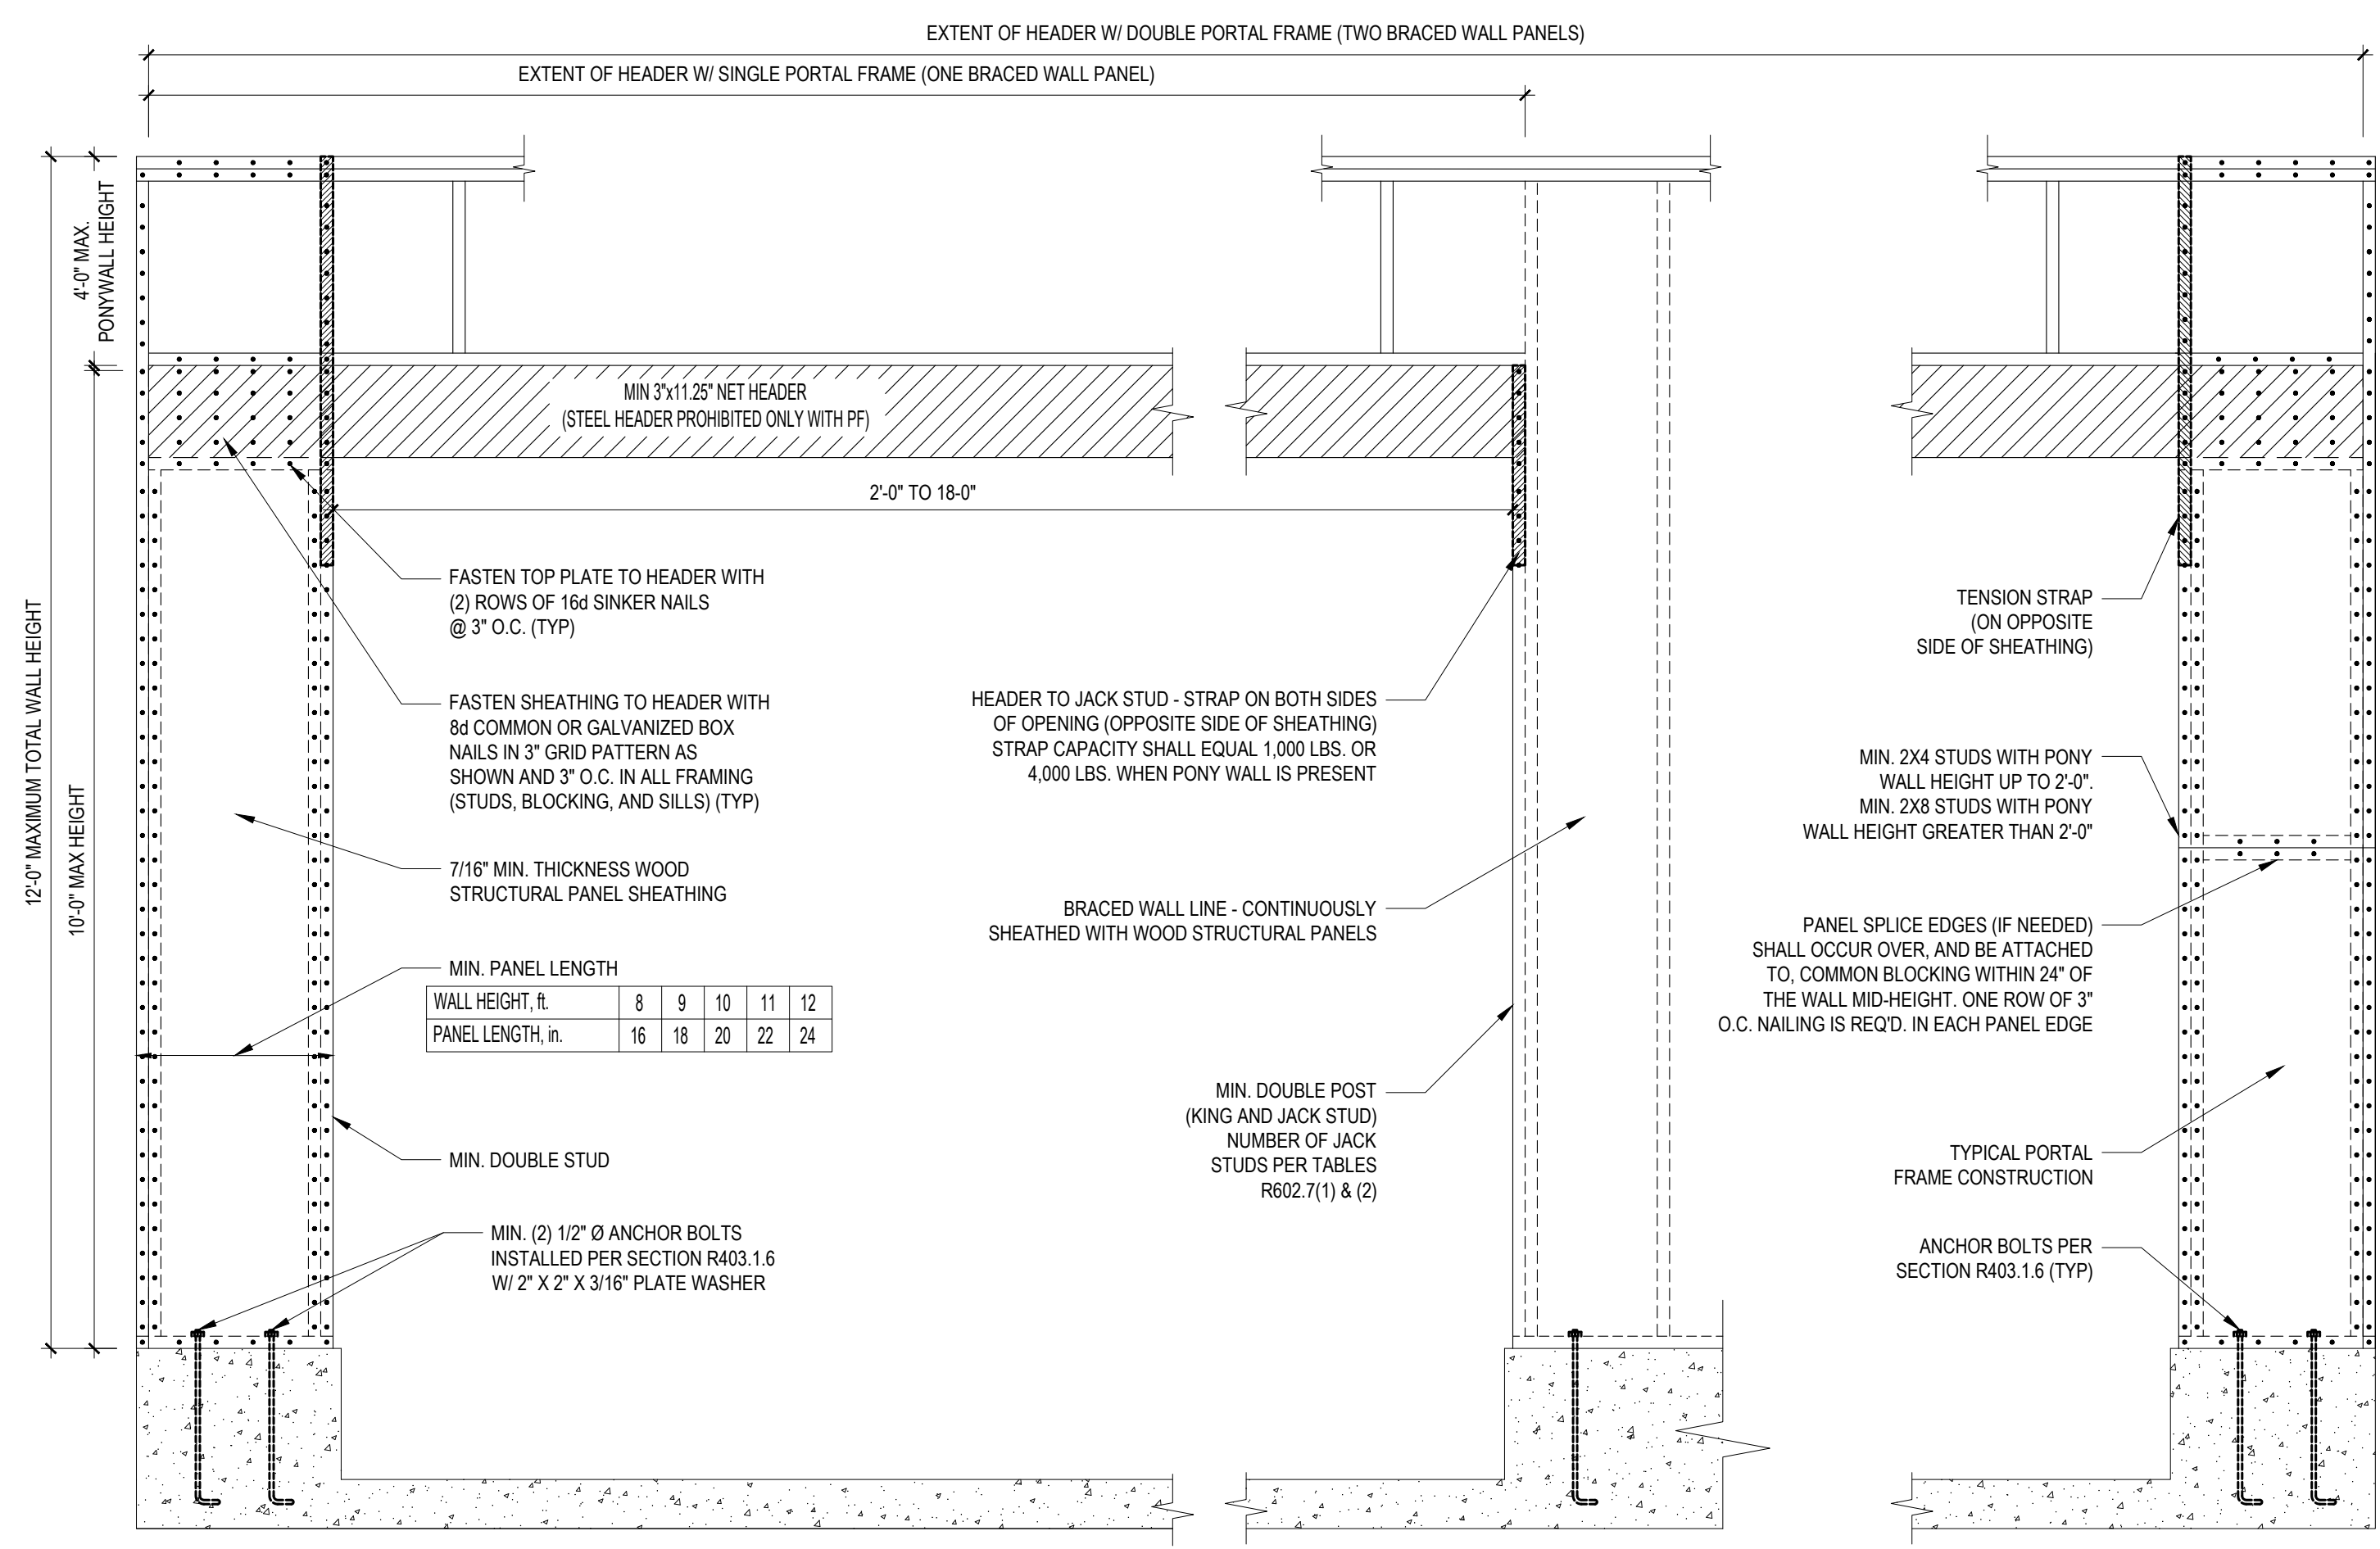 EXTENT OF HEADER W/ DOUBLE PORTAL FRAME (TWO BRACED WALL PANELS)
EXTENT OF HEADER W/ SINGLE PORTAL FRAME (ONE BRACED WALL PANEL)
4'-0" MAX.
PONYWALL HEIGHT
12'-0" MAXIMUM TOTAL WALL HEIGHT
10'-0" MAX HEIGHT
MIN 3"x11.25" NET HEADER
(STEEL HEADER PROHIBITED ONLY WITH PF)
2'-0" TO 18-0"
FASTEN TOP PLATE TO HEADER WITH
(2) ROWS OF 16d SINKER NAILS
@ 3" O.C. (TYP)
FASTEN SHEATHING TO HEADER WITH
8d COMMON OR GALVANIZED BOX
NAILS IN 3" GRID PATTERN AS
SHOWN AND 3" O.C. IN ALL FRAMING
(STUDS, BLOCKING, AND SILLS) (TYP)
7/16" MIN. THICKNESS WOOD
STRUCTURAL PANEL SHEATHING
MIN. PANEL LENGTH
WALL HEIGHT, ft. 8 9 10 11 12
PANEL LENGTH, in. 16 18 20 22 24
MIN. DOUBLE STUD
MIN. (2) 1/2" Ø ANCHOR BOLTS
INSTALLED PER SECTION R403.1.6
W/ 2" X 2" X 3/16" PLATE WASHER
HEADER TO JACK STUD - STRAP ON BOTH SIDES
OF OPENING (OPPOSITE SIDE OF SHEATHING)
STRAP CAPACITY SHALL EQUAL 1,000 LBS. OR
4,000 LBS. WHEN PONY WALL IS PRESENT
BRACED WALL LINE - CONTINUOUSLY
SHEATHED WITH WOOD STRUCTURAL PANELS
MIN. DOUBLE POST
(KING AND JACK STUD)
NUMBER OF JACK
STUDS PER TABLES
R602.7(1) & (2)
TENSION STRAP
(ON OPPOSITE
SIDE OF SHEATHING)
MIN. 2X4 STUDS WITH PONY
WALL HEIGHT UP TO 2'-0".
MIN. 2X8 STUDS WITH PONY
WALL HEIGHT GREATER THAN 2'-0"
PANEL SPLICE EDGES (IF NEEDED)
SHALL OCCUR OVER, AND BE ATTACHED
TO, COMMON BLOCKING WITHIN 24" OF
THE WALL MID-HEIGHT. ONE ROW OF 3"
O.C. NAILING IS REQ'D. IN EACH PANEL EDGE
TYPICAL PORTAL
FRAME CONSTRUCTION
ANCHOR BOLTS PER
SECTION R403.1.6 (TYP)